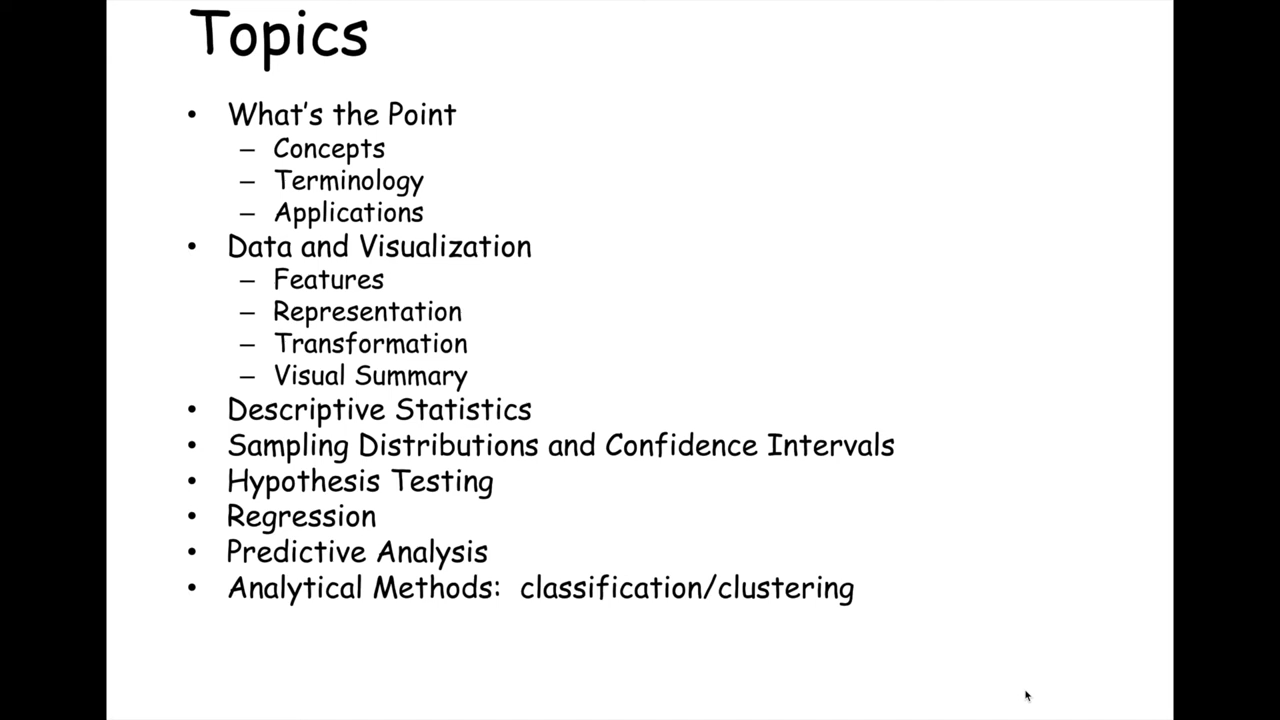 Topics
• What's the Point
– Concepts
– Terminology
– Applications
• Data and Visualization
– Features
– Representation
– Transformation
– Visual Summary
• Descriptive Statistics
• Sampling Distributions and Confidence Intervals
• Hypothesis Testing
• Regression
• Predictive Analysis
• Analytical Methods:  classification/clustering